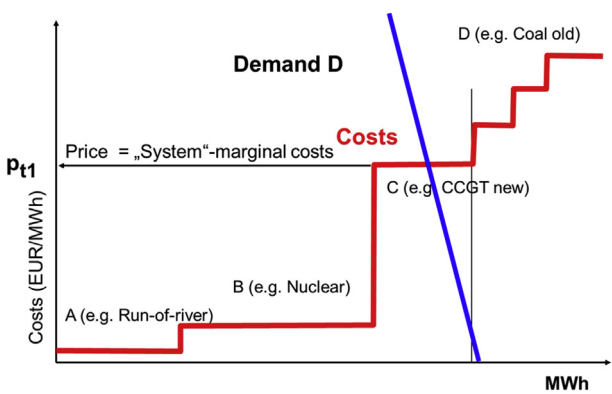 D (e.g. Coal old)
Demand D
Costs
Price = „System“-marginal costs
pt1
C (e.g. CCGT new)
B (e.g. Nuclear)
A (e.g. Run-of-river)
Costs (EUR/MWh)
MWh